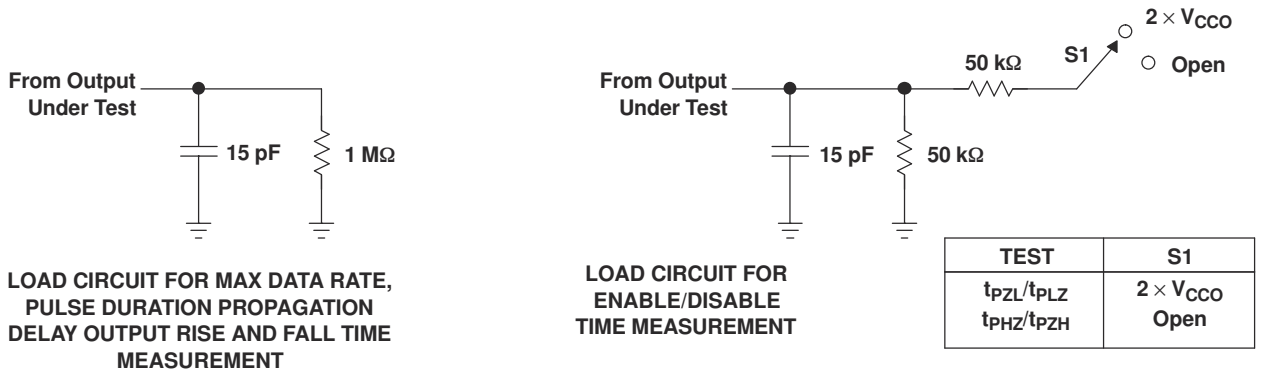 From Output
Under Test
15 pF
1 MΩ
LOAD CIRCUIT FOR MAX DATA RATE,
PULSE DURATION PROPAGATION
DELAY OUTPUT RISE AND FALL TIME
MEASUREMENT
From Output
Under Test
15 pF
50 kΩ
50 kΩ
S1
2 × VCCO
Open
LOAD CIRCUIT FOR
ENABLE/DISABLE
TIME MEASUREMENT
TEST S1
tPZL/tPLZ 2 × VCCO
tPHZ/tPZH Open